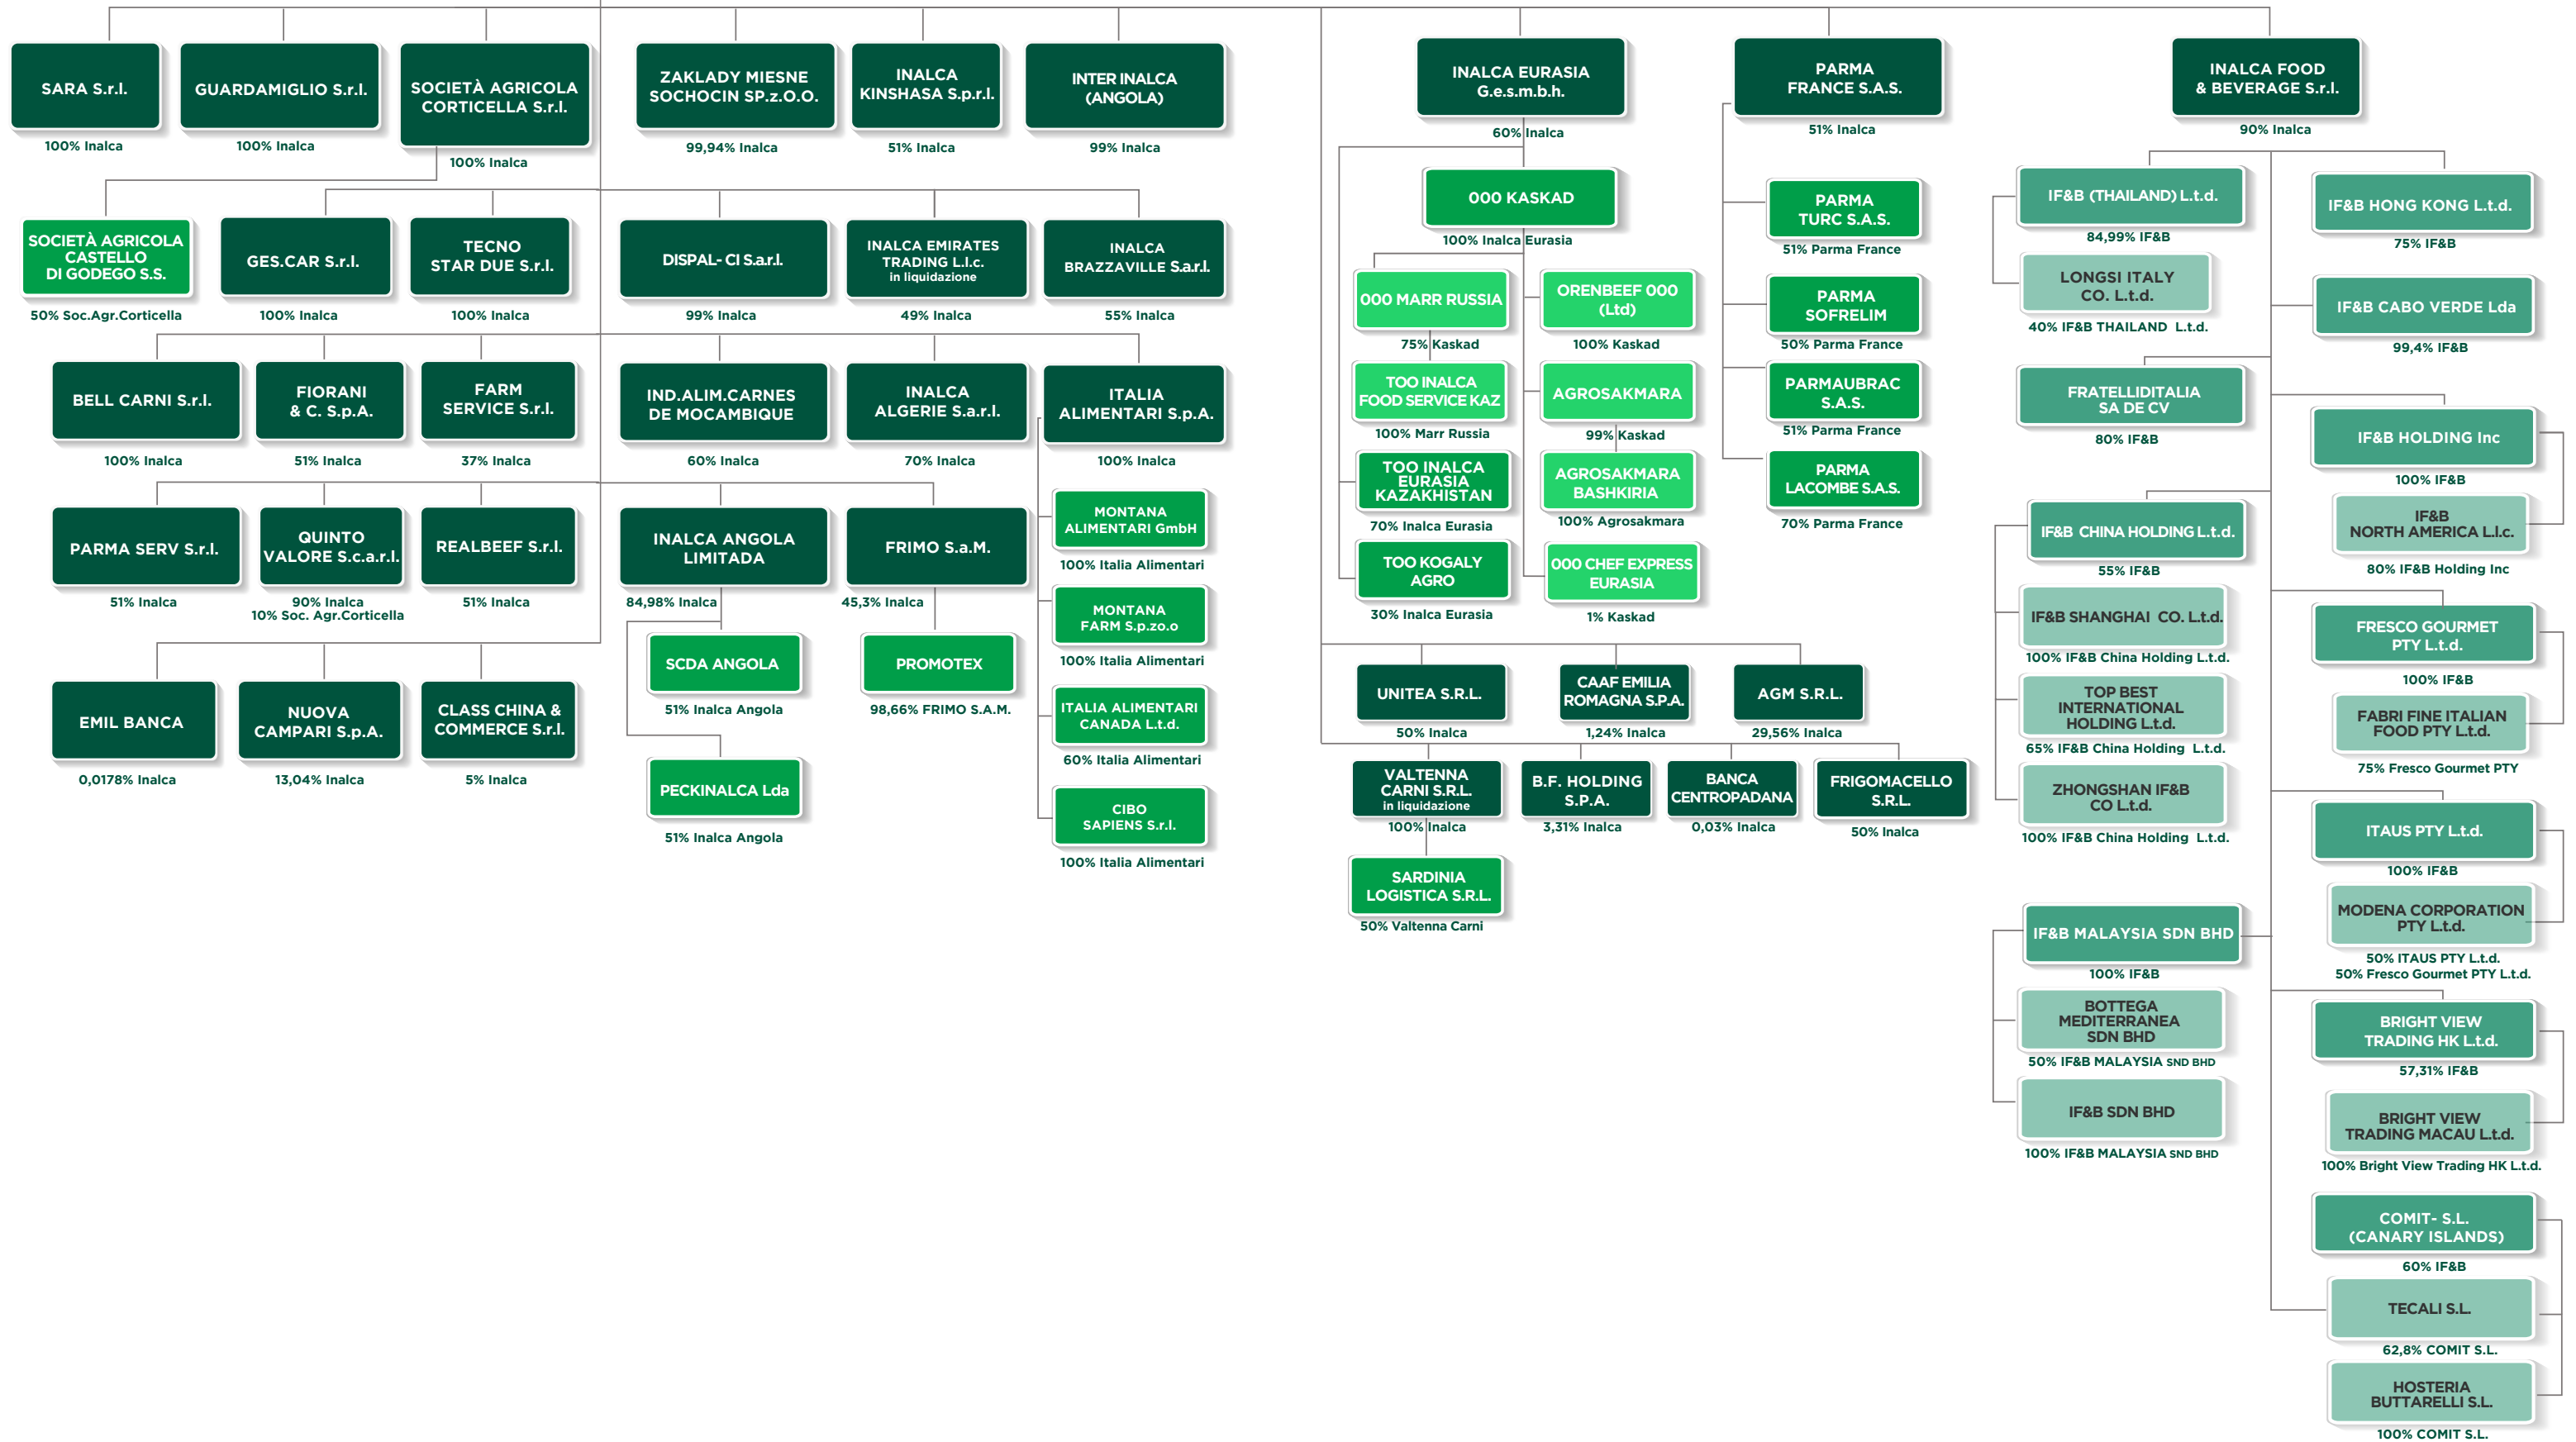 SARA S.r.l.
100% Inalca
GUARDAMIGLIO S.r.l.
100% Inalca
SOCIETÀ AGRICOLA
CORTICELLA S.r.l.
100% Inalca
ZAKLADY MIESNE
SOCHOCIN SP.z.O.O.
99,94% Inalca
INALCA
KINSHASA S.p.r.l.
51% Inalca
INTER INALCA
(ANGOLA)
99% Inalca
SOCIETÀ AGRICOLA
CASTELLO
DI GODEGO S.S.
50% Soc.Agr.Corticella
GES.CAR S.r.l.
100% Inalca
TECNO
STAR DUE S.r.l.
100% Inalca
DISPAL- CI S.a.r.l.
99% Inalca
INALCA EMIRATES
TRADING L.l.c.
in liquidazione
49% Inalca
INALCA
BRAZZAVILLE S.a.r.l.
55% Inalca
BELL CARNI S.r.l.
100% Inalca
FIORANI
& C. S.p.A.
51% Inalca
FARM
SERVICE S.r.l.
37% Inalca
IND.ALIM.CARNES
DE MOCAMBIQUE
60% Inalca
INALCA
ALGERIE S.a.r.l.
70% Inalca
ITALIA
ALIMENTARI S.p.A.
100% Inalca
PARMA SERV S.r.l.
51% Inalca
QUINTO
VALORE S.c.a.r.l.
90% Inalca
10% Soc. Agr.Corticella
REALBEEF S.r.l.
51% Inalca
INALCA ANGOLA
LIMITADA
84,98% Inalca
FRIMO S.a.M.
45,3% Inalca
MONTANA
ALIMENTARI GmbH
100% Italia Alimentari
MONTANA
FARM S.p.zo.o
100% Italia Alimentari
SCDA ANGOLA
51% Inalca Angola
PROMOTEX
98,66% FRIMO S.A.M.
ITALIA ALIMENTARI
CANADA L.t.d.
60% Italia Alimentari
EMIL BANCA
0,0178% Inalca
NUOVA
CAMPARI S.p.A.
13,04% Inalca
CLASS CHINA &
COMMERCE S.r.l.
5% Inalca
PECKINALCA Lda
51% Inalca Angola
CIBO
SAPIENS S.r.l.
100% Italia Alimentari
INALCA EURASIA
G.e.s.m.b.h.
60% Inalca
OOO KASKAD
100% Inalca Eurasia
OOO MARR RUSSIA
75% Kaskad
ORENBEEF OOO
(Ltd)
100% Kaskad
TOO INALCA
FOOD SERVICE KAZ
100% Marr Russia
AGROSAKMARA
99% Kaskad
TOO INALCA
EURASIA
KAZAKHISTAN
70% Inalca Eurasia
AGROSAKMARA
BASHKIRIA
100% Agrosakmara
TOO KOGALY
AGRO
30% Inalca Eurasia
OOO CHEF EXPRESS
EURASIA
1% Kaskad
PARMA
FRANCE S.A.S.
51% Inalca
PARMA
TURC S.A.S.
51% Parma France
PARMA
SOFRELIM
50% Parma France
PARMAUBRAC
S.A.S.
51% Parma France
PARMA
LACOMBE S.A.S.
70% Parma France
UNITEA S.R.L.
50% Inalca
CAAF EMILIA
ROMAGNA S.P.A.
1,24% Inalca
AGM S.R.L.
29,56% Inalca
VALTENNA
CARNI S.R.L.
in liquidazione
100% Inalca
B.F. HOLDING
S.P.A.
3,31% Inalca
BANCA
CENTROPADANA
0,03% Inalca
FRIGOMACELLO
S.R.L.
50% Inalca
SARDINIA
LOGISTICA S.R.L.
50% Valtenna Carni
INALCA FOOD
& BEVERAGE S.r.l.
90% Inalca
IF&B (THAILAND) L.t.d.
84,99% IF&B
LONGSI ITALY
CO. L.t.d.
40% IF&B THAILAND L.t.d.
FRATELLIDITALIA
SA DE CV
80% IF&B
IF&B CHINA HOLDING L.t.d.
55% IF&B
IF&B SHANGHAI CO. L.t.d.
100% IF&B China Holding L.t.d.
TOP BEST
INTERNATIONAL
HOLDING L.t.d.
65% IF&B China Holding L.t.d.
ZHONGSHAN IF&B
CO L.t.d.
100% IF&B China Holding L.t.d.
IF&B MALAYSIA SDN BHD
100% IF&B
BOTTEGA
MEDITERRANEA
SDN BHD
50% IF&B MALAYSIA SND BHD
IF&B SDN BHD
100% IF&B MALAYSIA SND BHD
IF&B HONG KONG L.t.d.
75% IF&B
IF&B CABO VERDE Lda
99,4% IF&B
IF&B HOLDING Inc
100% IF&B
IF&B
NORTH AMERICA L.l.c.
80% IF&B Holding Inc
FRESCO GOURMET
PTY L.t.d.
100% IF&B
FABRI FINE ITALIAN
FOOD PTY L.t.d.
75% Fresco Gourmet PTY
ITAUS PTY L.t.d.
100% IF&B
MODENA CORPORATION
PTY L.t.d.
50% ITAUS PTY L.t.d.
50% Fresco Gourmet PTY L.t.d.
BRIGHT VIEW
TRADING HK L.t.d.
57,31% IF&B
BRIGHT VIEW
TRADING MACAU L.t.d.
100% Bright View Trading HK L.t.d.
COMIT- S.L.
(CANARY ISLANDS)
60% IF&B
TECALI S.L.
62,8% COMIT S.L.
HOSTERIA
BUTTARELLI S.L.
100% COMIT S.L.